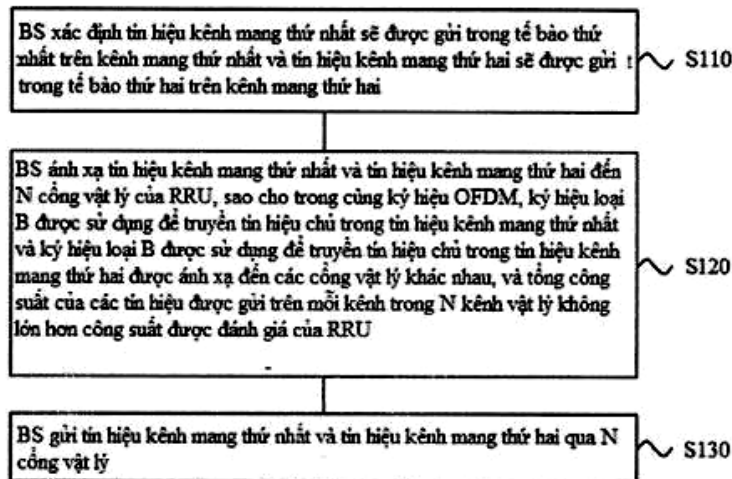 BS xác định tín hiệu kênh mang thứ nhất sẽ được gửi trong tế bào thứ
nhất trên kênh mang thứ nhất và tín hiệu kênh mang thứ hai sẽ được gửi
trong tế bào thứ hai trên kênh mang thứ hai
S110
BS ánh xạ tín hiệu kênh mang thứ nhất và tín hiệu kênh mang thứ hai đến
N cổng vật lý của RRU, sao cho trong cùng ký hiệu OFDM, ký hiệu loại
B được sử dụng để truyền tín hiệu chủ trong tín hiệu kênh mang thứ nhất
và ký hiệu loại B được sử dụng để truyền tín hiệu chủ trong tín hiệu kênh
mang thứ hai được ánh xạ đến các cổng vật lý khác nhau, và tổng công
suất của các tín hiệu được gửi trên mỗi kênh trong N kênh vật lý không
lớn hơn công suất được đánh giá của RRU
S120
BS gửi tín hiệu kênh mang thứ nhất và tín hiệu kênh mang thứ hai qua N
cổng vật lý
S130